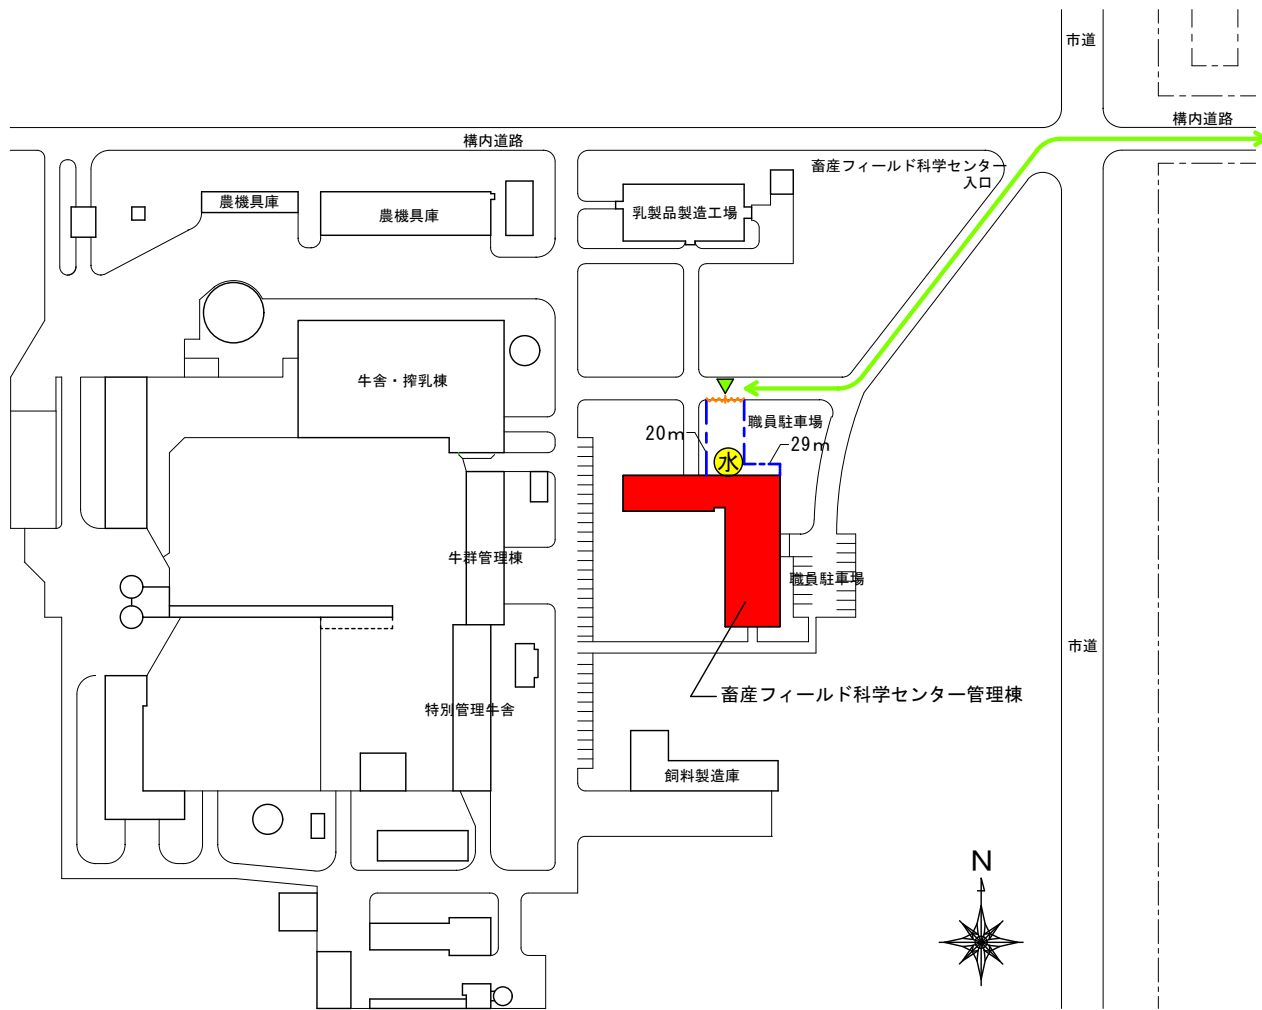 市道
構内道路
構内道路
畜産フィールド科学センター
入口
農機具庫
農機具庫
乳製品製造工場
牛舎・搾乳棟
職員駐車場
20m
29m
水
牛群管理棟
職員駐車場
市道
畜産フィールド科学センター管理棟
特別管理牛舎
飼料製造庫
N